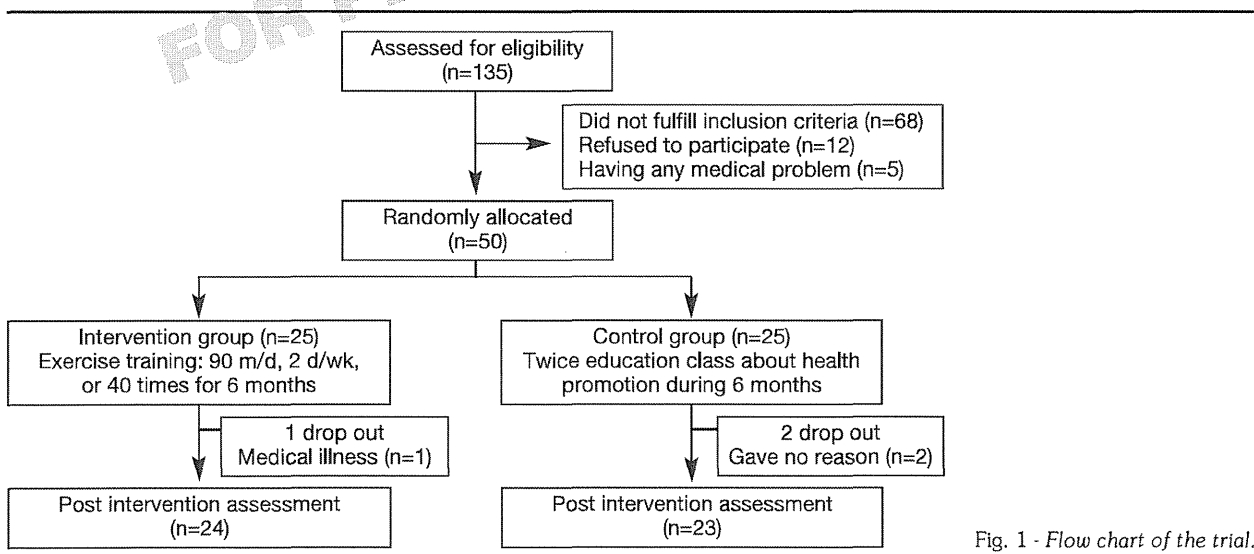 FOR
Assessed for eligibility
(n=135)
Did not fulfill inclusion criteria (n=68)
Refused to participate (n=12)
Having any medical problem (n=5)
Randomly allocated
(n=50)
Intervention group (n=25)
Exercise training: 90 m/d, 2 d/wk,
or 40 times for 6 months
Control group (n=25)
Twice education class about health
promotion during 6 months
1 drop out
Medical illness (n=1)
2 drop out
Gave no reason (n=2)
Post intervention assessment
(n=24)
Post intervention assessment
(n=23)
Fig. 1 - Flow chart of the trial.